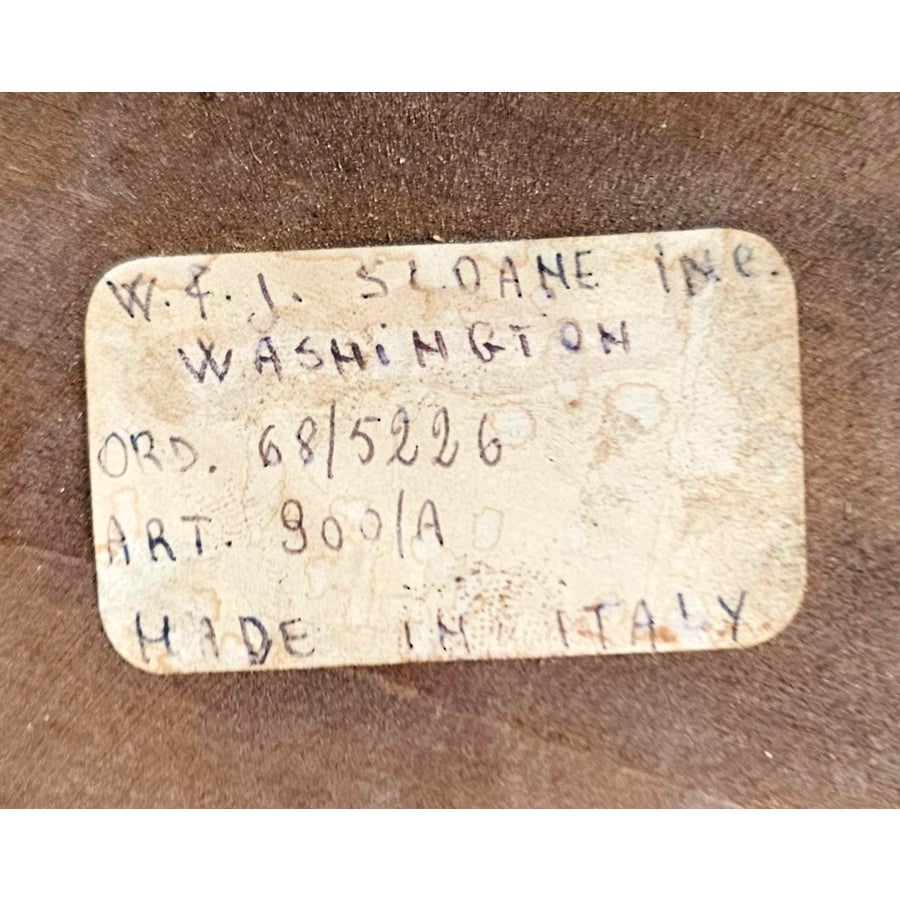 W. & J. SLOANE INC.
WASHINGTON
ORD. 68/5226
ART. 900/A
MADE IN ITALY